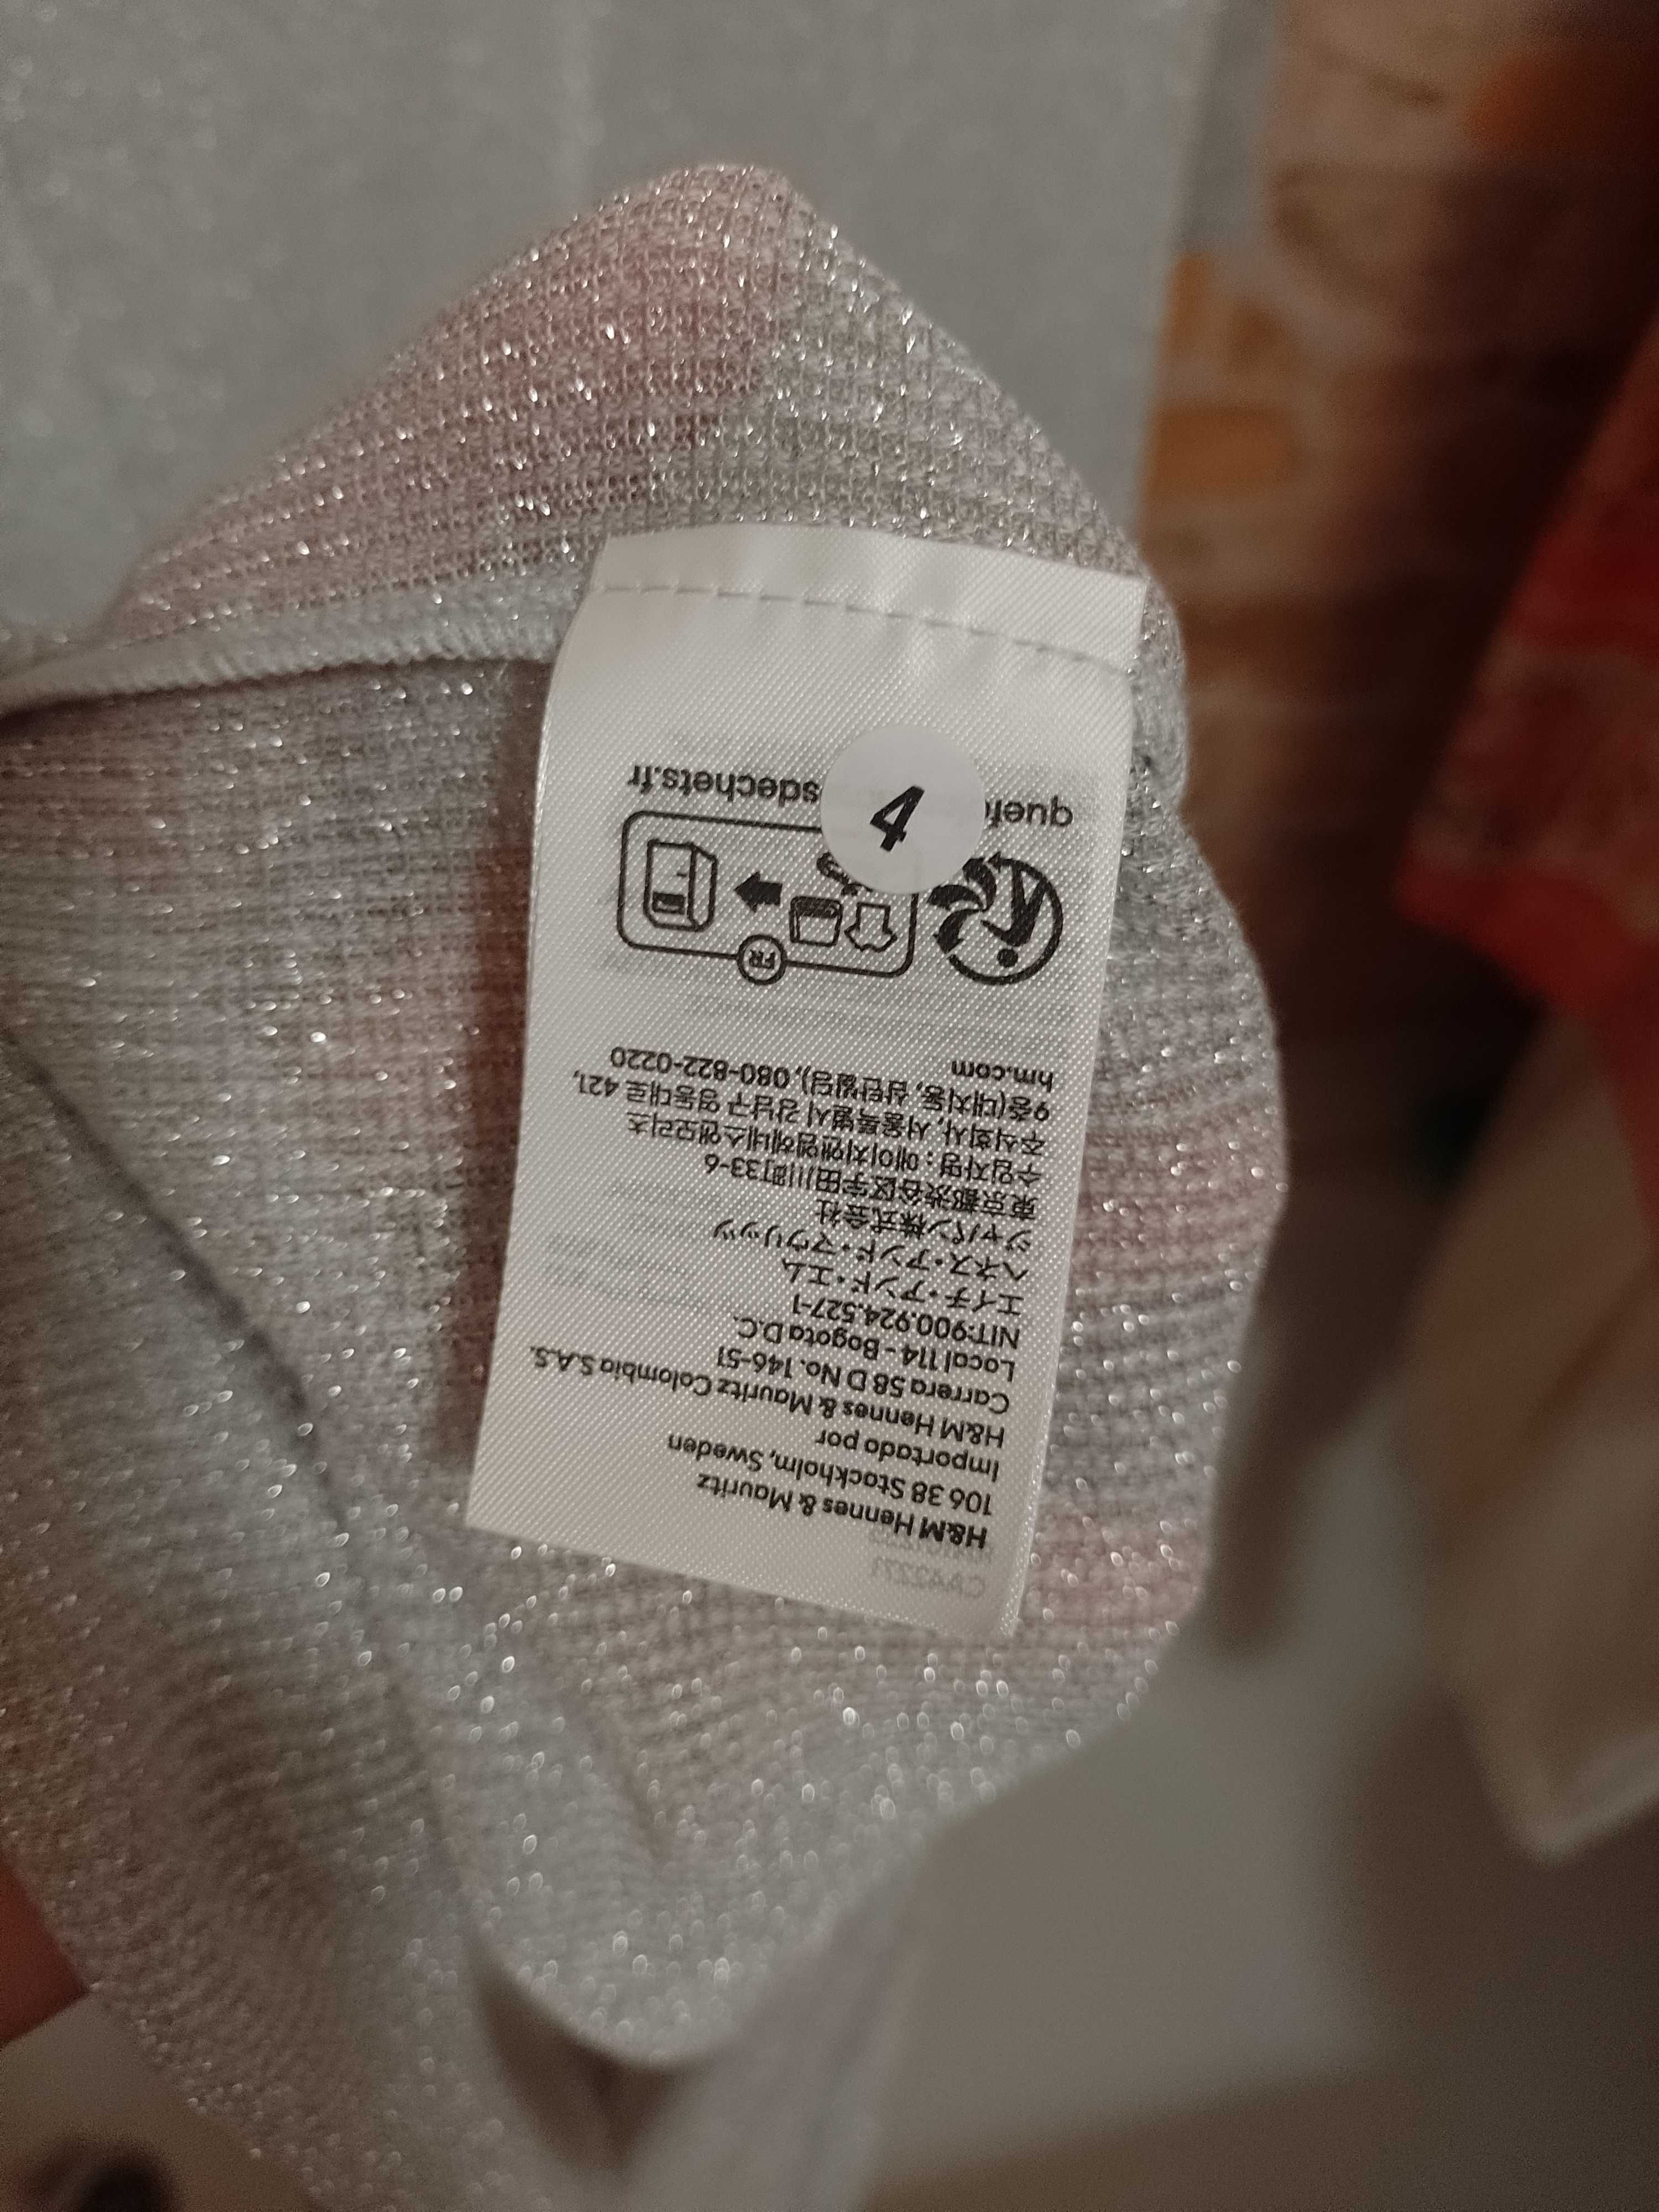 H&M Hennes & Mauritz
106 38 Stockholm, Sweden
Importado por
H&M Hennes & Mauritz Colombia S.A.S.
Carrera 58 D No. 146-51
Local 114 - Bogota D.C.
NIT:900.924.527-1
エイチ・アンド・エム
ヘネス・アンド・マウリッツ
ジャパン株式会社
東京都渋谷区宇田川町33-6
수입자명 : 에이치앤엠헤네스앤모리츠
주식회사, 서울특별시 강남구 영동대로 421,
9층(대치동, 삼탄빌딩), 080-822-0220
hm.com
FR
4
sdechets.fr